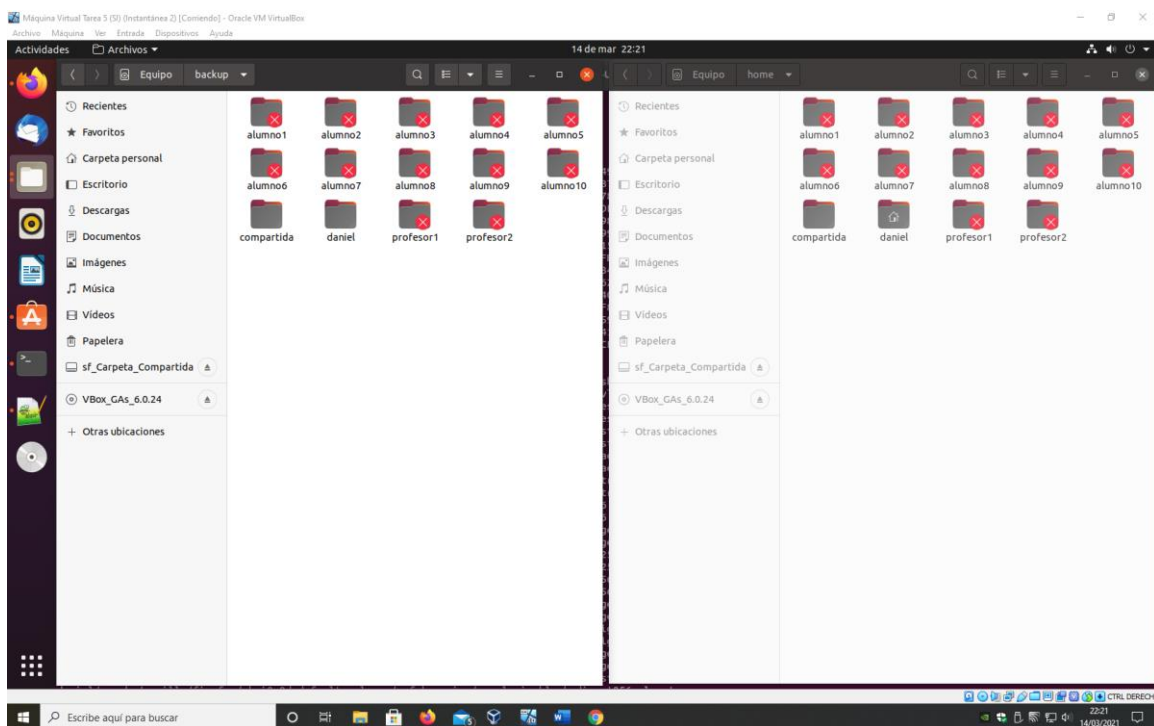 Máquina Virtual Tarea 5 (SI) (Instantánea 2) [Corriendo] - Oracle VM VirtualBox
Archivo Máquina Ver Entrada Dispositivos Ayuda
Actividades Archivos 14 de mar 22:21
Equipo backup
Recientes
Favoritos
Carpeta personal
Escritorio
Descargas
Documentos
Imágenes
Música
Vídeos
Papelera
sf_Carpeta_Compartida
VBox_GAs_6.0.24
+ Otras ubicaciones
alumno1 alumno2 alumno3 alumno4 alumno5
alumno6 alumno7 alumno8 alumno9 alumno10
compartida daniel profesor1 profesor2
Equipo home
Recientes
Favoritos
Carpeta personal
Escritorio
Descargas
Documentos
Imágenes
Música
Vídeos
Papelera
sf_Carpeta_Compartida
VBox_GAs_6.0.24
+ Otras ubicaciones
alumno1 alumno2 alumno3 alumno4 alumno5
alumno6 alumno7 alumno8 alumno9 alumno10
compartida daniel profesor1 profesor2
CTRL DERECH
Escribe aquí para buscar
22:21
14/03/2021